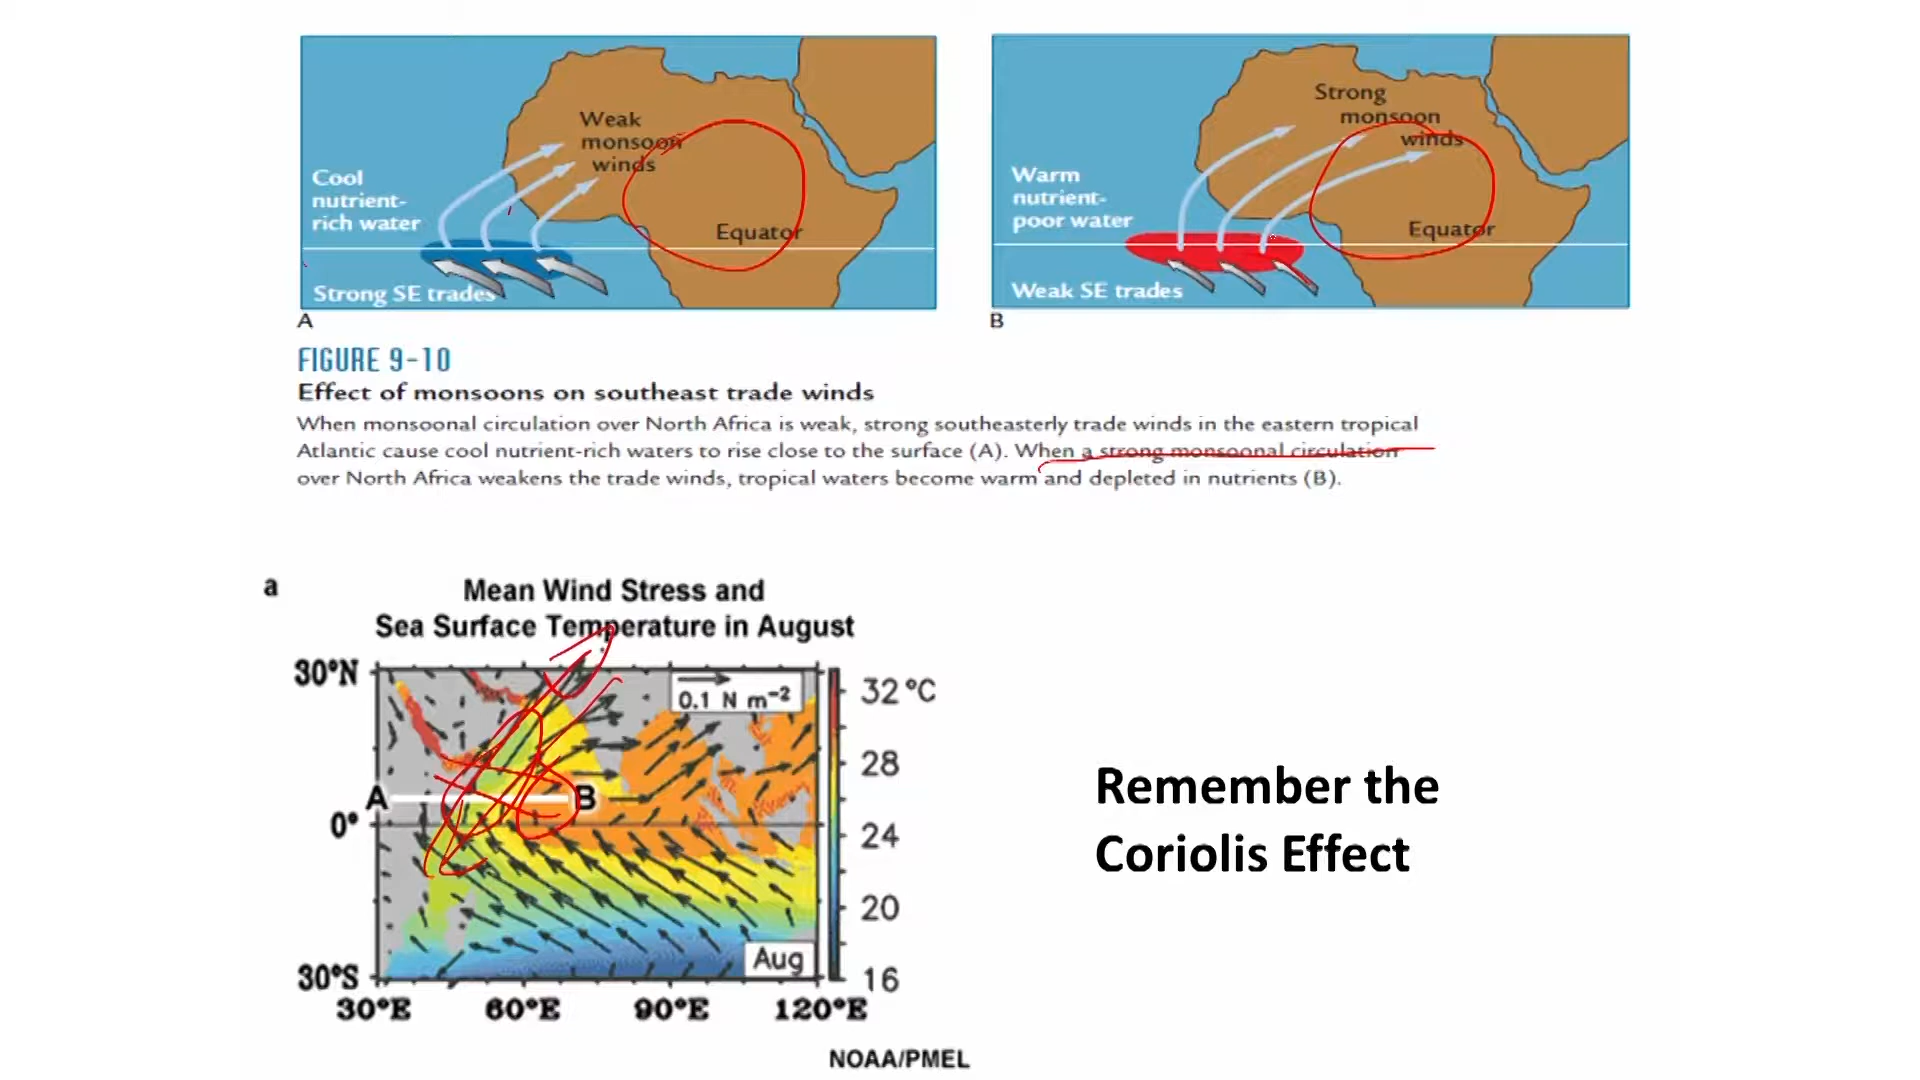 Weak
monsoon
winds
Cool
nutrient-
rich water
Equator
Strong SE trades
A
Strong
monsoon
winds
Warm
nutrient-
poor water
Equator
Weak SE trades
B
FIGURE 9-10
Effect of monsoons on southeast trade winds
When monsoonal circulation over North Africa is weak, strong southeasterly trade winds in the eastern tropical
Atlantic cause cool nutrient-rich waters to rise close to the surface (A). When a strong monsoonal circulation
over North Africa weakens the trade winds, tropical waters become warm and depleted in nutrients (B).
a
Mean Wind Stress and
Sea Surface Temperature in August
30°N
0.1 N m⁻²
32 °C
28
A
B
0°
24
20
Aug
30°S
16
30°E
60°E
90°E
120°E
NOAA/PMEL
Remember the
Coriolis Effect